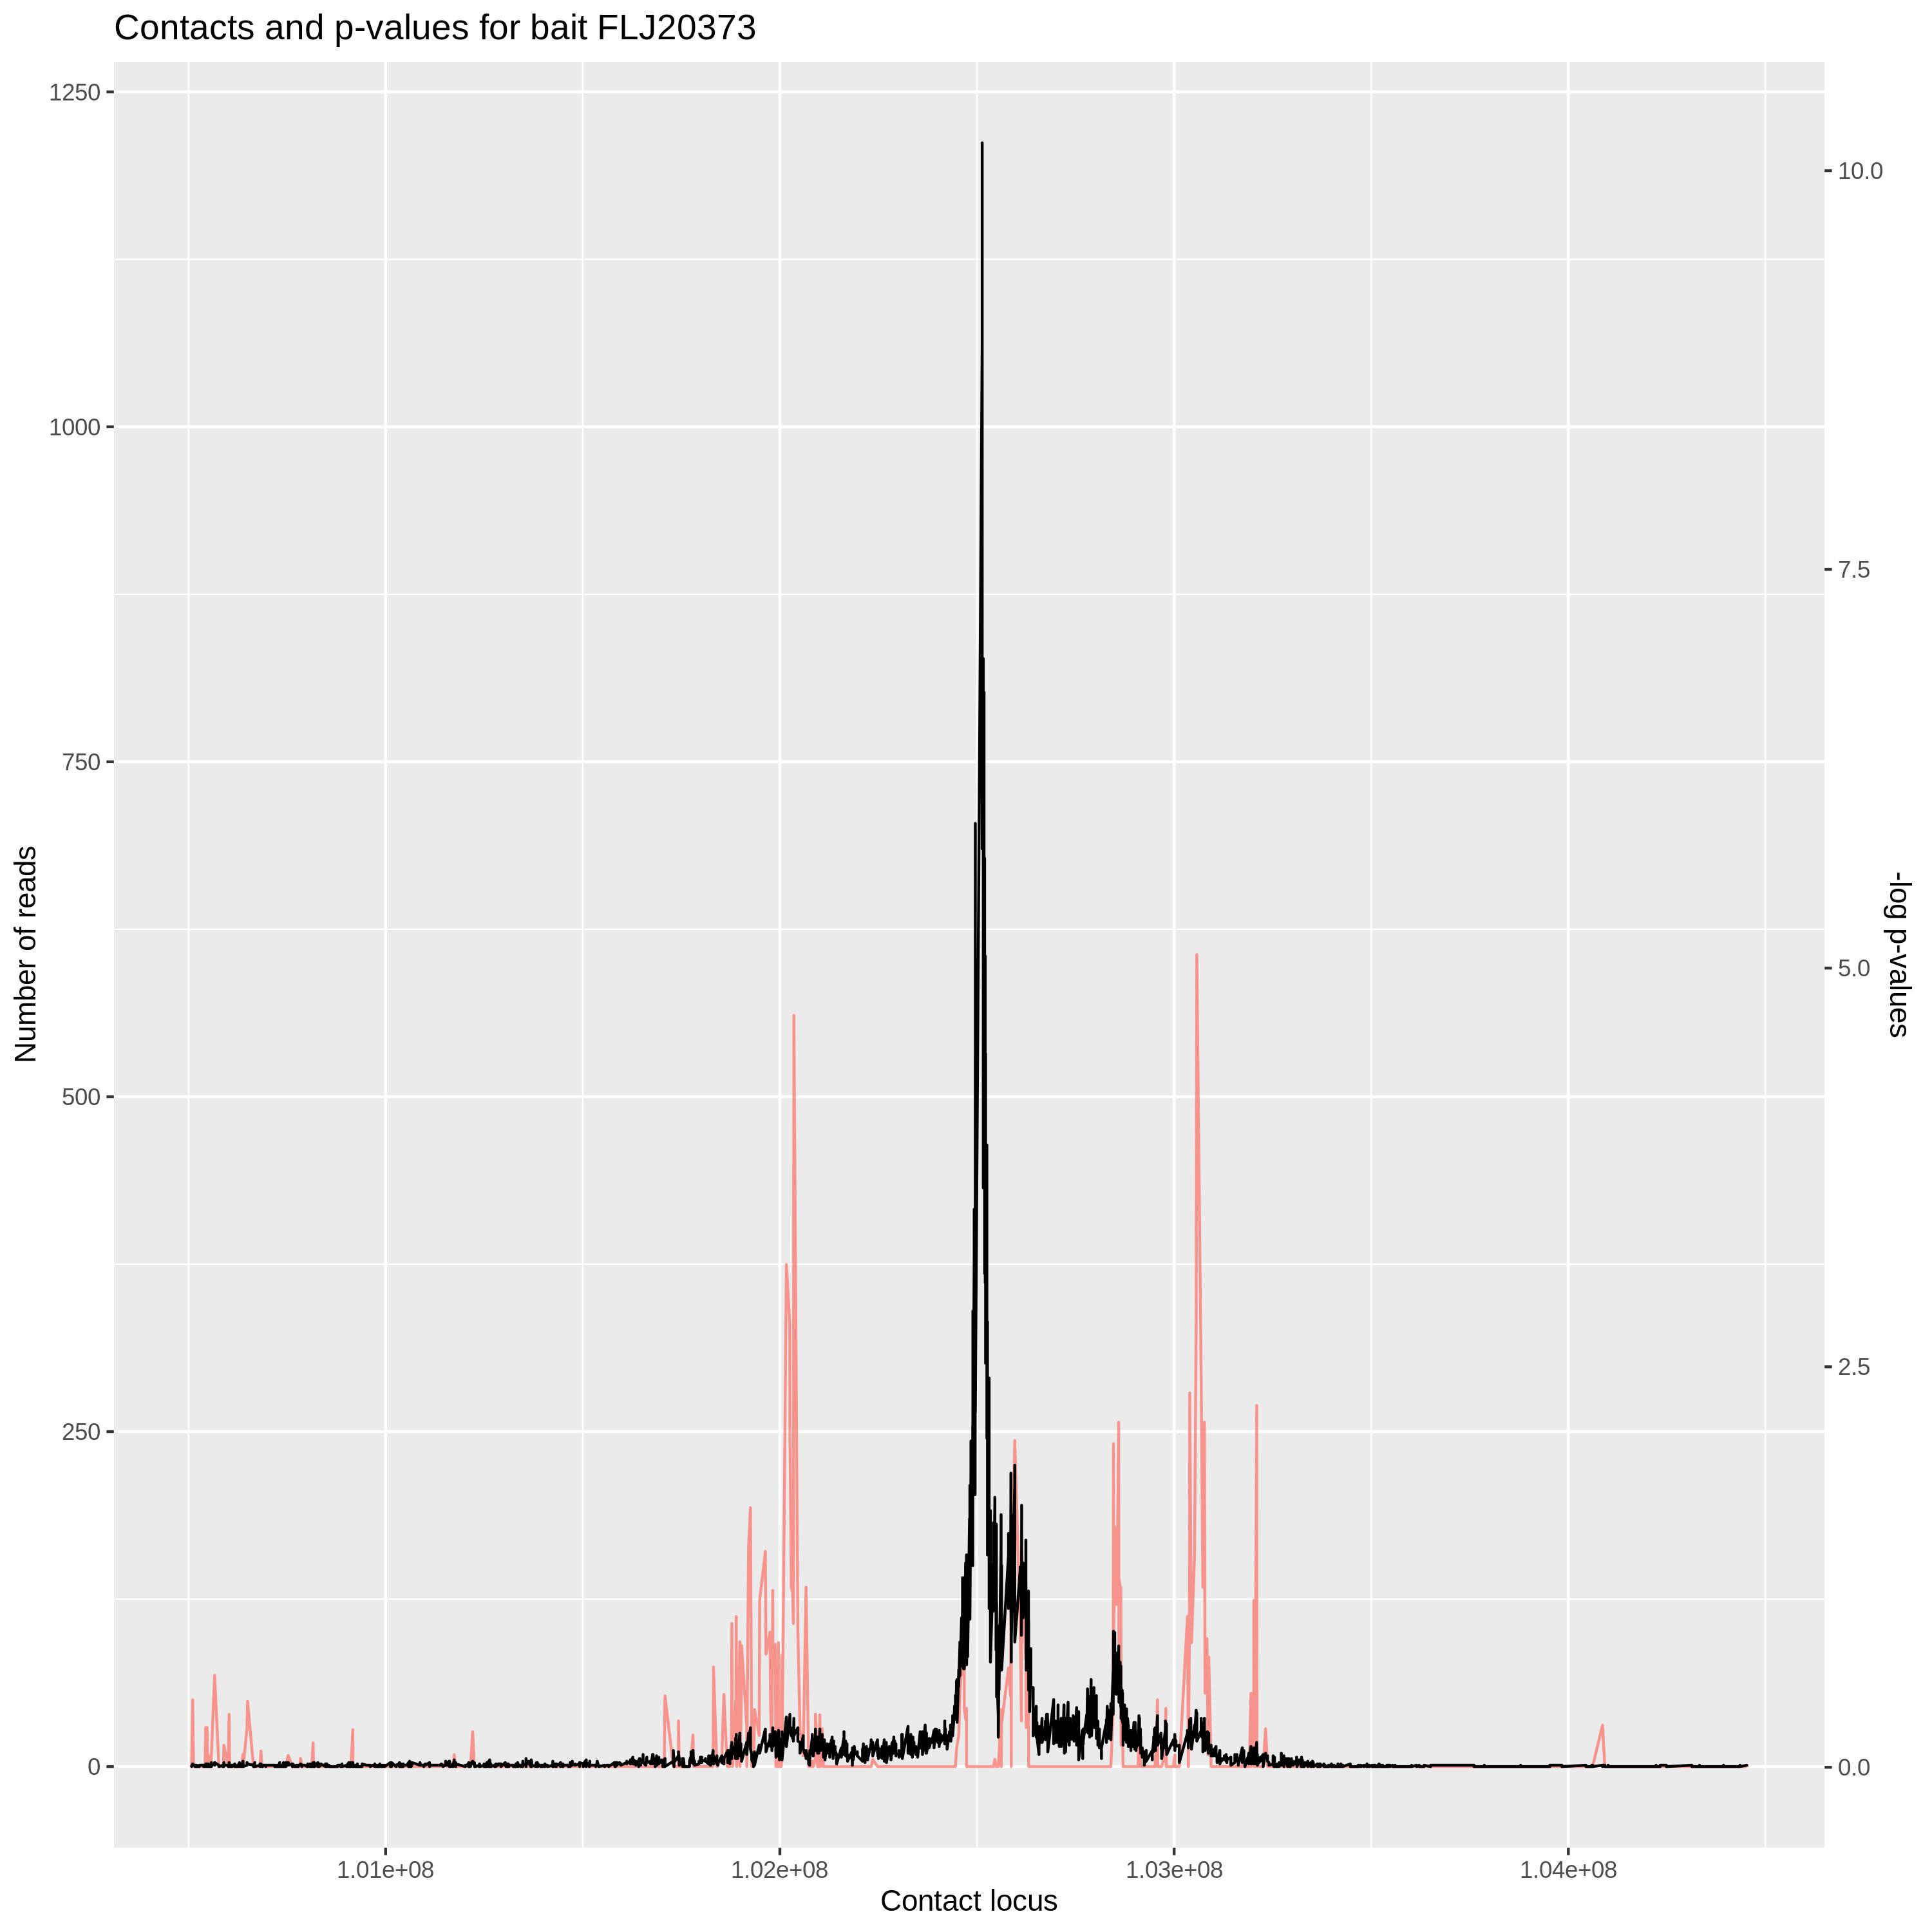 Contacts and p-values for bait FLJ20373
1250
1000
750
500
250
0
Number of reads
10.0
7.5
5.0
2.5
0.0
-log p-values
1.01e+08
1.02e+08
1.03e+08
1.04e+08
Contact locus